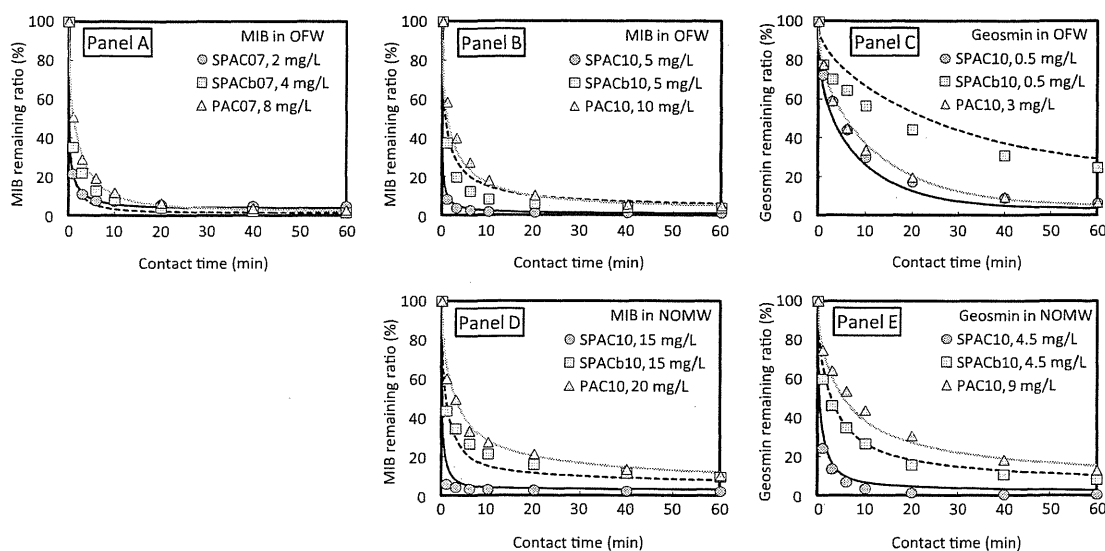 MIB remaining ratio (%)
100
80
60
40
20
0
Panel A
MIB in OFW
SPAC07, 2 mg/L
SPACb07, 4 mg/L
PAC07, 8 mg/L
0 10 20 30 40 50 60
Contact time (min)
MIB remaining ratio (%)
100
80
60
40
20
0
Panel B
MIB in OFW
SPAC10, 5 mg/L
SPACb10, 5 mg/L
PAC10, 10 mg/L
0 10 20 30 40 50 60
Contact time (min)
Geosmin remaining ratio (%)
100
80
60
40
20
0
Panel C
Geosmin in OFW
SPAC10, 0.5 mg/L
SPACb10, 0.5 mg/L
PAC10, 3 mg/L
0 10 20 30 40 50 60
Contact time (min)
MIB remaining ratio (%)
100
80
60
40
20
0
Panel D
MIB in NOMW
SPAC10, 15 mg/L
SPACb10, 15 mg/L
PAC10, 20 mg/L
0 10 20 30 40 50 60
Contact time (min)
Geosmin remaining ratio (%)
100
80
60
40
20
0
Panel E
Geosmin in NOMW
SPAC10, 4.5 mg/L
SPACb10, 4.5 mg/L
PAC10, 9 mg/L
0 10 20 30 40 50 60
Contact time (min)